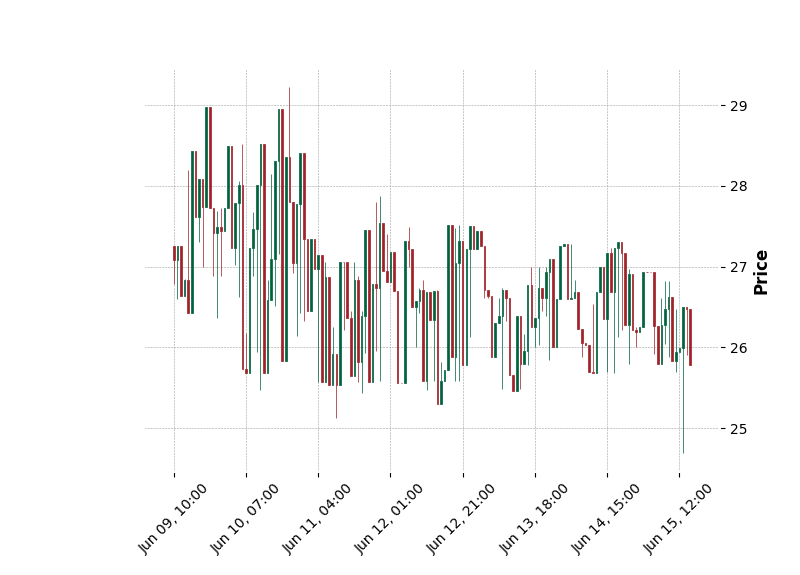 29
28
27
26
25
Price
Jun 09, 10:00
Jun 10, 07:00
Jun 11, 04:00
Jun 12, 01:00
Jun 12, 21:00
Jun 13, 18:00
Jun 14, 15:00
Jun 15, 12:00